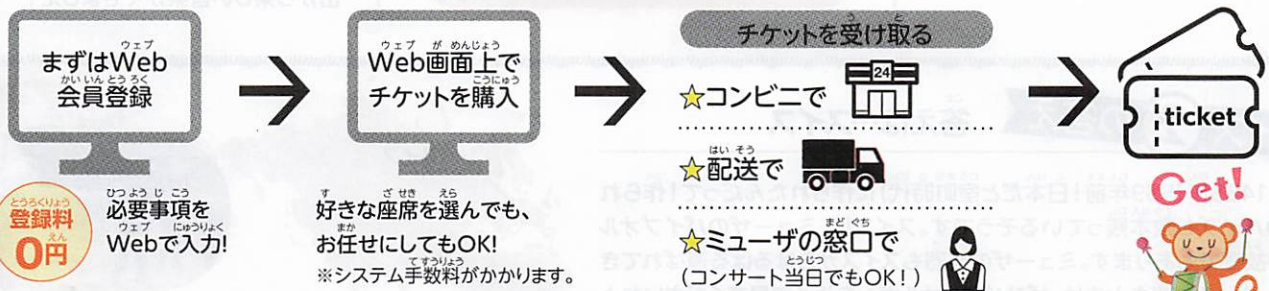 まずはWeb
会員登録
登録料
0円
必要事項を
Webで入力!
Web画面上で
チケットを購入
好きな座席を選んでも、
お任せにしてもOK!
※システム手数料がかかります。
チケットを受け取る
24
☆コンビニで
☆配送で
☆ミューザの窓口で
(コンサート当日でもOK!)
ticket
Get!